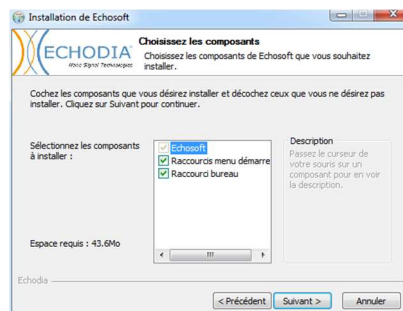 Installation de Echosoft
ECHODIA
Choisissez les composants
Choisissez les composants de Echosoft que vous souhaitez
installer.
Cochez les composants que vous désirez installer et décochez ceux que vous ne désirez pas
installer. Cliquez sur Suivant pour continuer.
Sélectionnez les composants
à installer :
Echosoft
Raccourcis menu démarre
Raccourci bureau
Description
Passez le curseur de
votre souris sur un
composant pour en voir
la description.
Espace requis : 43.6Mo
Echodia
< Précédent
Suivant >
Annuler